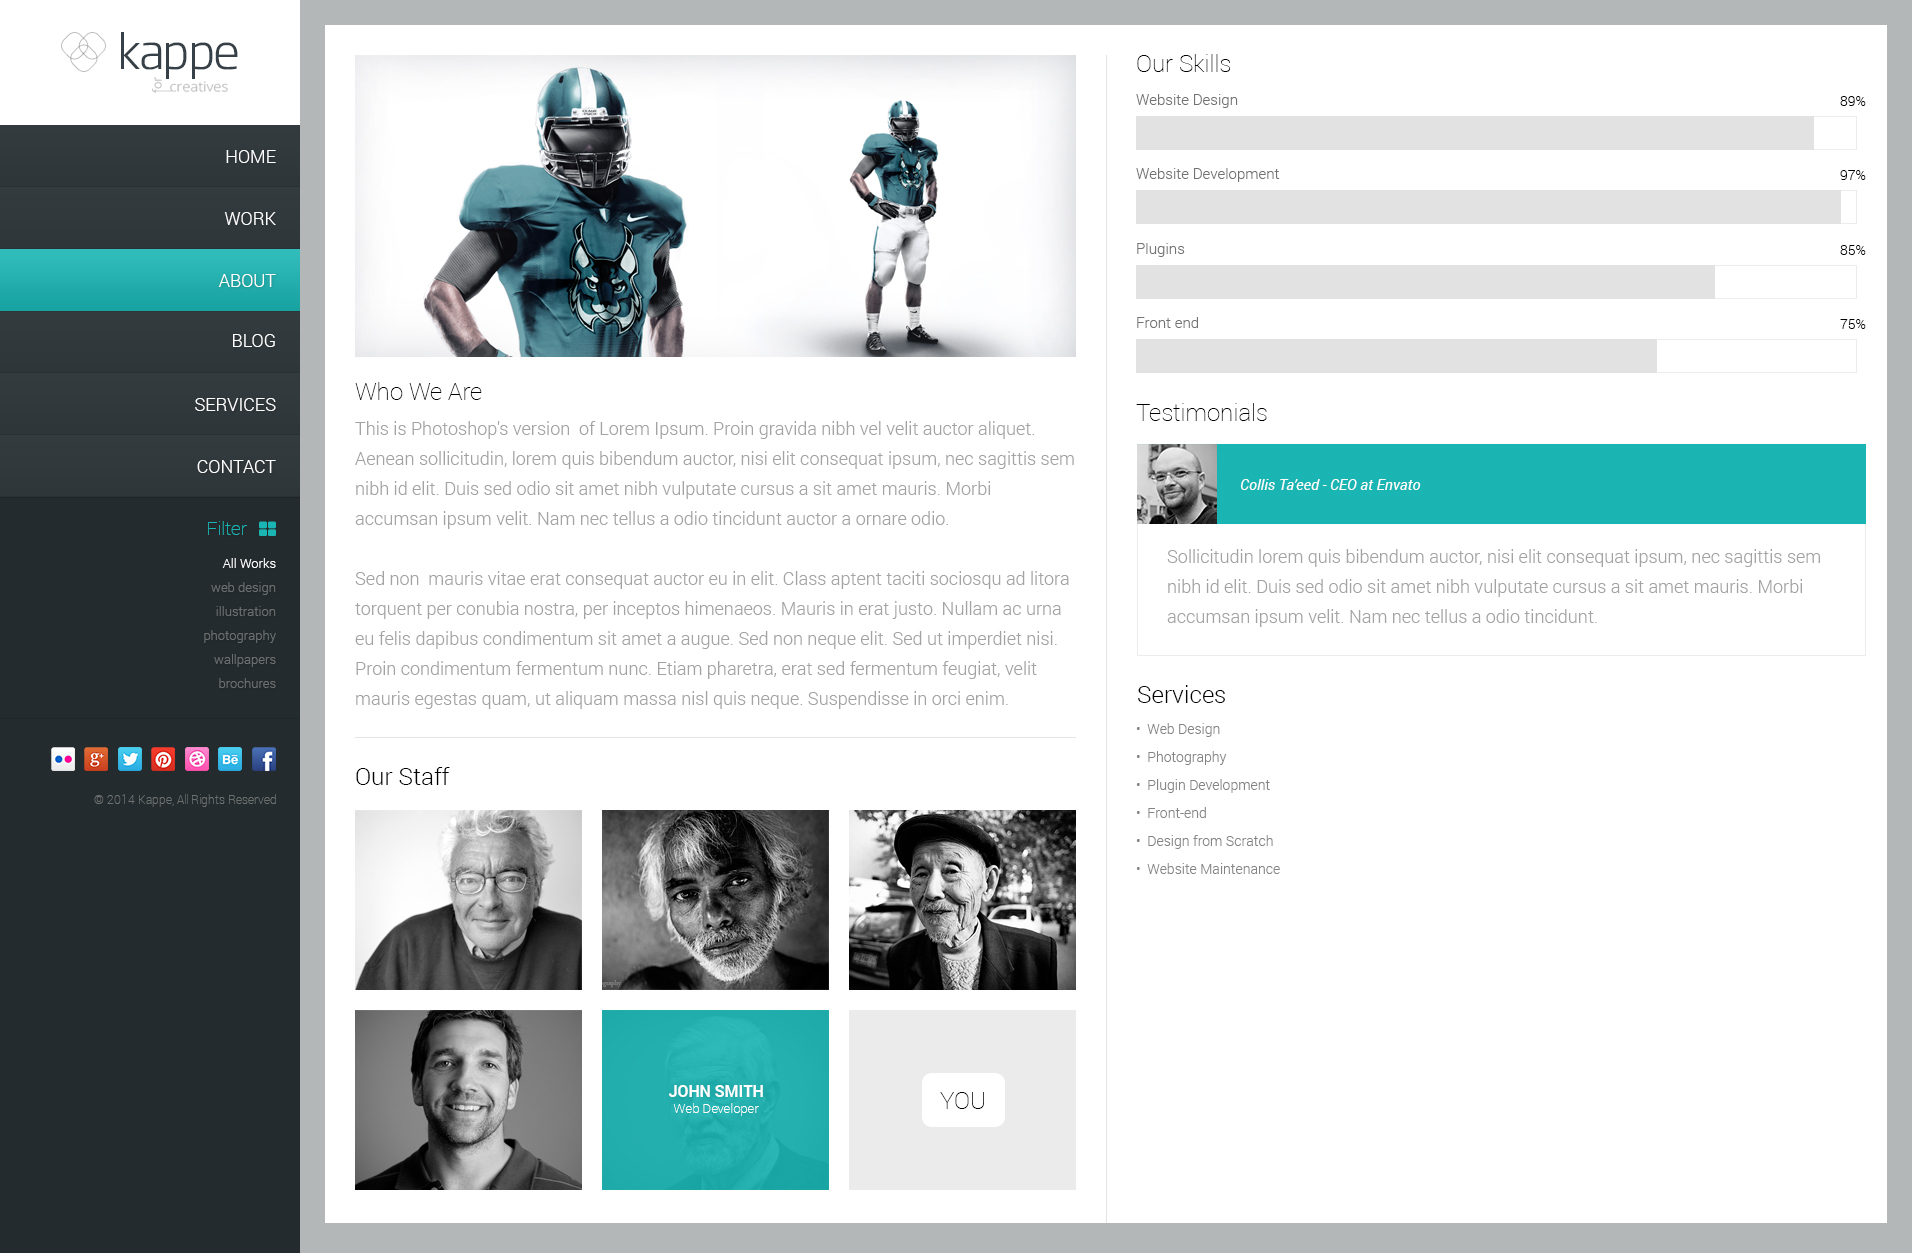 kappe
for creatives
HOME
WORK
ABOUT
BLOG
SERVICES
CONTACT
Filter
All Works
web design
illustration
photography
wallpapers
brochures
© 2014 Kappe, All Rights Reserved
Who We Are
This is Photoshop's version  of Lorem Ipsum. Proin gravida nibh vel velit auctor aliquet.
Aenean sollicitudin, lorem quis bibendum auctor, nisi elit consequat ipsum, nec sagittis sem
nibh id elit. Duis sed odio sit amet nibh vulputate cursus a sit amet mauris. Morbi
accumsan ipsum velit. Nam nec tellus a odio tincidunt auctor a ornare odio.
Sed non  mauris vitae erat consequat auctor eu in elit. Class aptent taciti sociosqu ad litora
torquent per conubia nostra, per inceptos himenaeos. Mauris in erat justo. Nullam ac urna
eu felis dapibus condimentum sit amet a augue. Sed non neque elit. Sed ut imperdiet nisi.
Proin condimentum fermentum nunc. Etiam pharetra, erat sed fermentum feugiat, velit
mauris egestas quam, ut aliquam massa nisl quis neque. Suspendisse in orci enim.
Our Staff
JOHN SMITH
Web Developer
YOU
Our Skills
Website Design
89%
Website Development
97%
Plugins
85%
Front end
75%
Testimonials
Collis Ta'eed - CEO at Envato
Sollicitudin lorem quis bibendum auctor, nisi elit consequat ipsum, nec sagittis sem
nibh id elit. Duis sed odio sit amet nibh vulputate cursus a sit amet mauris. Morbi
accumsan ipsum velit. Nam nec tellus a odio tincidunt.
Services
• Web Design
• Photography
• Plugin Development
• Front-end
• Design from Scratch
• Website Maintenance